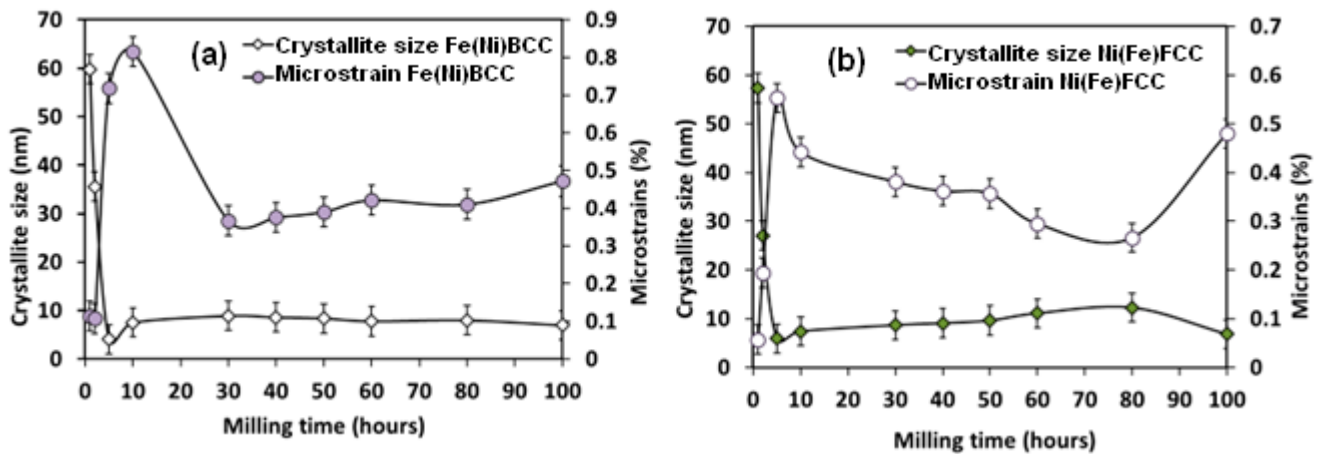 (a)
Crystallite size Fe(Ni)BCC
Microstrain Fe(Ni)BCC
Crystallite size (nm)
70
60
50
40
30
20
10
0
Microstrains (%)
0.9
0.8
0.7
0.6
0.5
0.4
0.3
0.2
0.1
0
0 10 20 30 40 50 60 70 80 90 100
Milling time (hours)
(b)
Crystallite size Ni(Fe)FCC
Microstrain Ni(Fe)FCC
Crystallite size (nm)
70
60
50
40
30
20
10
0
Microstrains (%)
0.7
0.6
0.5
0.4
0.3
0.2
0.1
0
0 10 20 30 40 50 60 70 80 90 100
Milling time (hours)